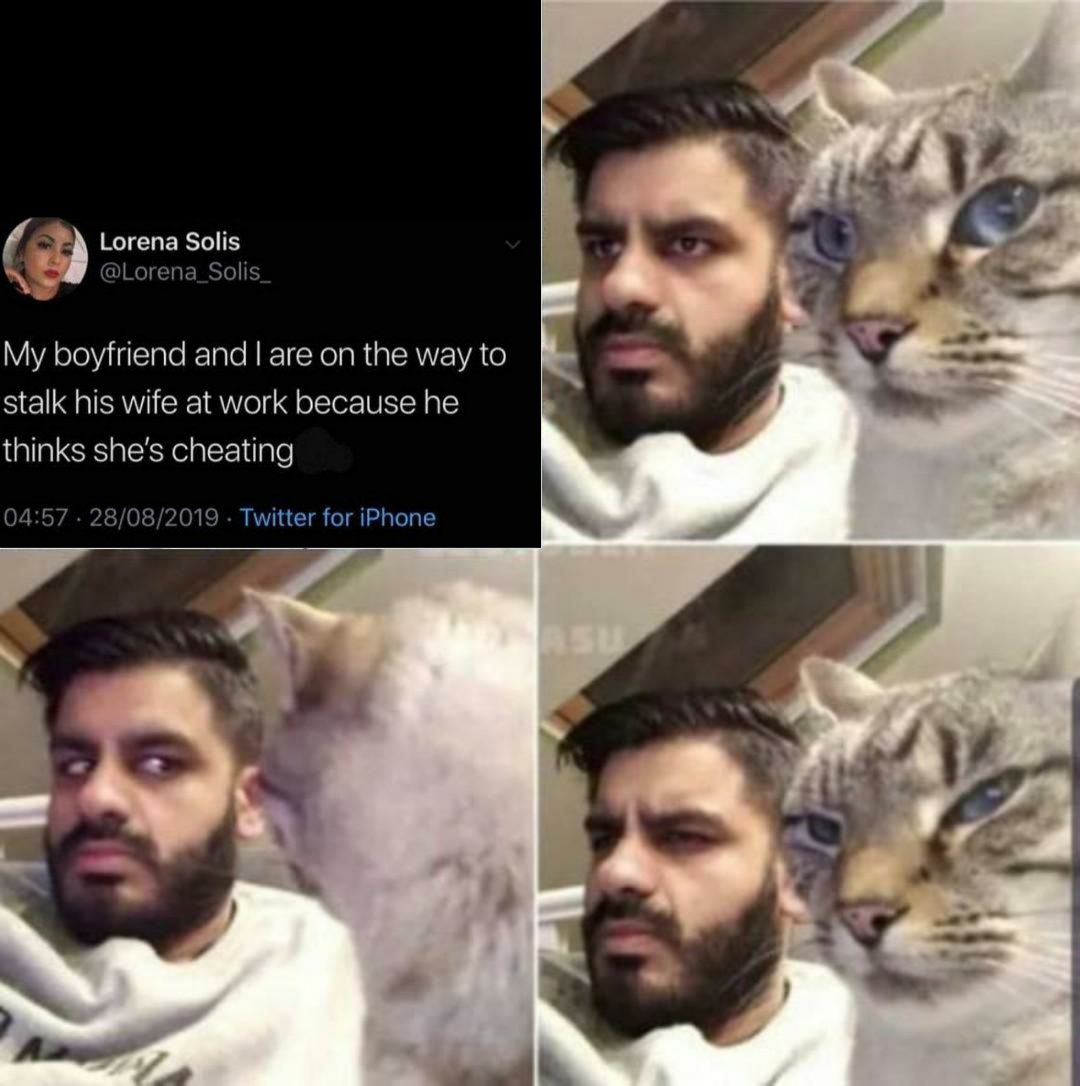 Lorena Solis
@Lorena_Solis_
My boyfriend and I are on the way to
stalk his wife at work because he
thinks she's cheating
04:57 · 28/08/2019 · Twitter for iPhone